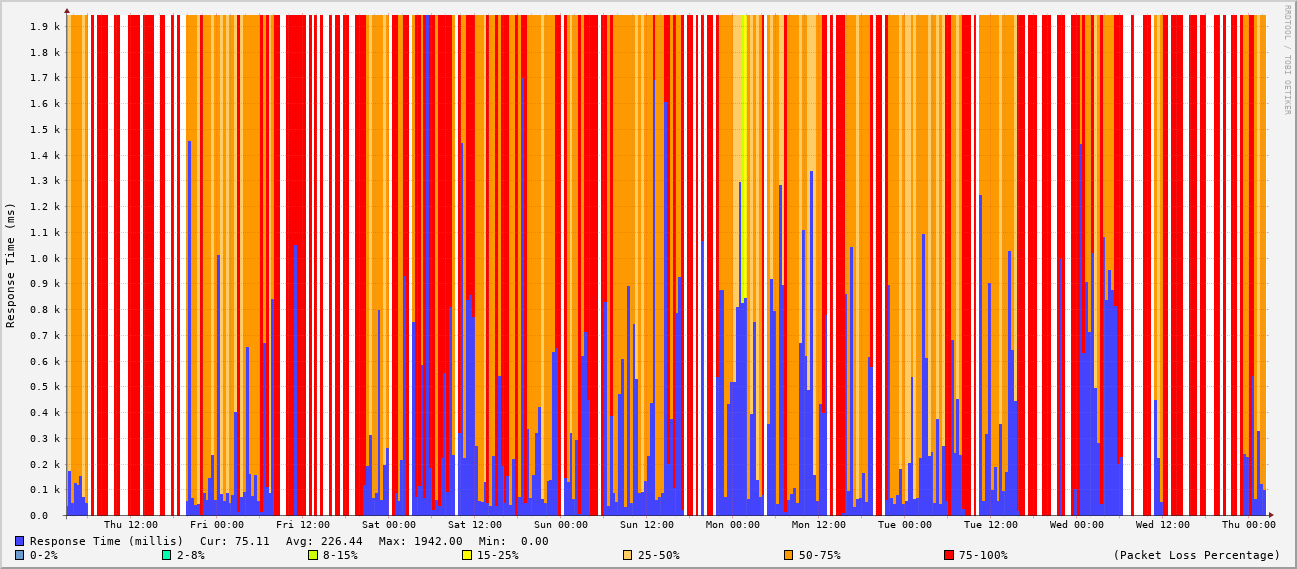 RRDTOOL / TOBI OETIKER
Response Time (ms)
1.9 k
1.8 k
1.7 k
1.6 k
1.5 k
1.4 k
1.3 k
1.2 k
1.1 k
1.0 k
0.9 k
0.8 k
0.7 k
0.6 k
0.5 k
0.4 k
0.3 k
0.2 k
0.1 k
0.0
Thu 12:00 Fri 00:00 Fri 12:00 Sat 00:00 Sat 12:00 Sun 00:00 Sun 12:00 Mon 00:00 Mon 12:00 Tue 00:00 Tue 12:00 Wed 00:00 Wed 12:00 Thu 00:00
Response Time (millis) Cur: 75.11 Avg: 226.44 Max: 1942.00 Min: 0.00
0-2% 2-8% 8-15% 15-25% 25-50% 50-75% 75-100% (Packet Loss Percentage)